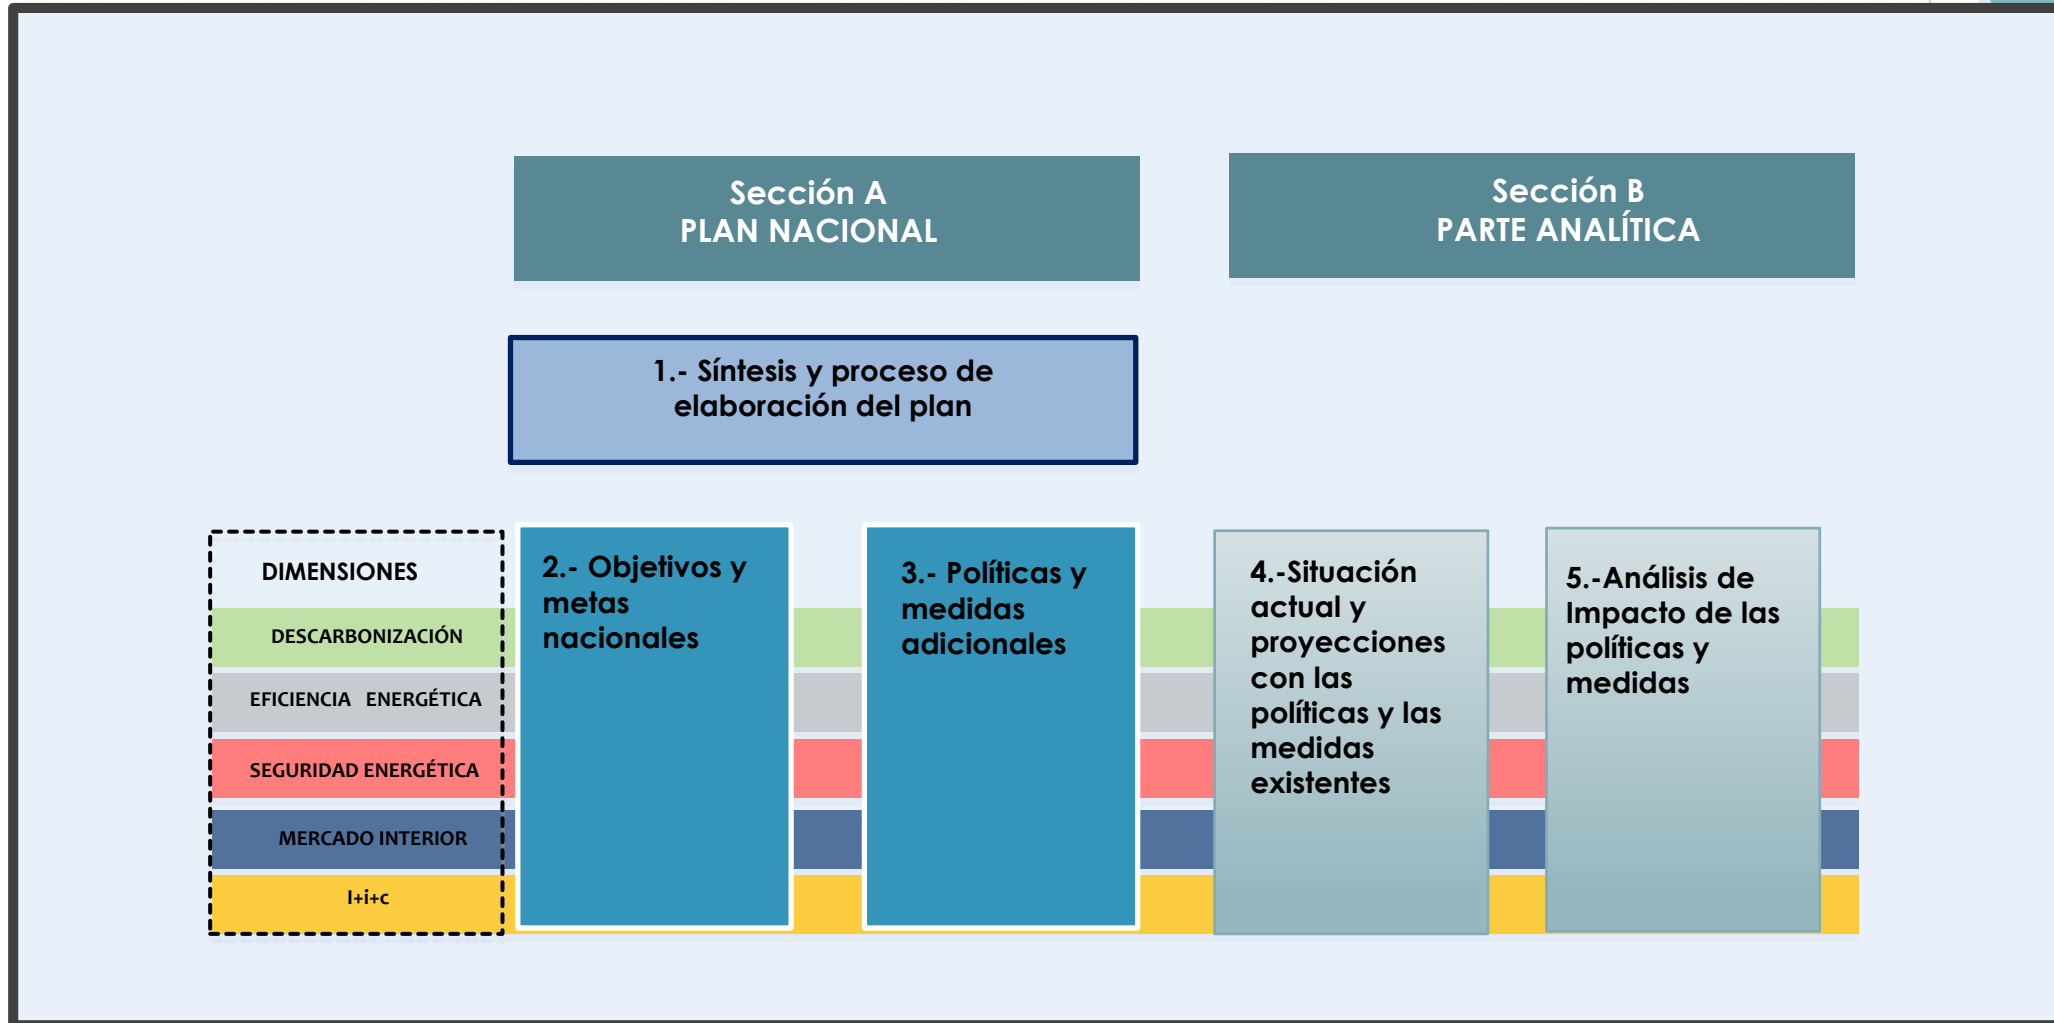 Sección A
PLAN NACIONAL
Sección B
PARTE ANALÍTICA
1.- Síntesis y proceso de
elaboración del plan
DIMENSIONES
DESCARBONIZACIÓN
EFICIENCIA ENERGÉTICA
SEGURIDAD ENERGÉTICA
MERCADO INTERIOR
I+i+c
2.- Objetivos y
metas
nacionales
3.- Políticas y
medidas
adicionales
4.-Situación
actual y
proyecciones
con las
políticas y las
medidas
existentes
5.-Análisis de
Impacto de las
políticas y
medidas